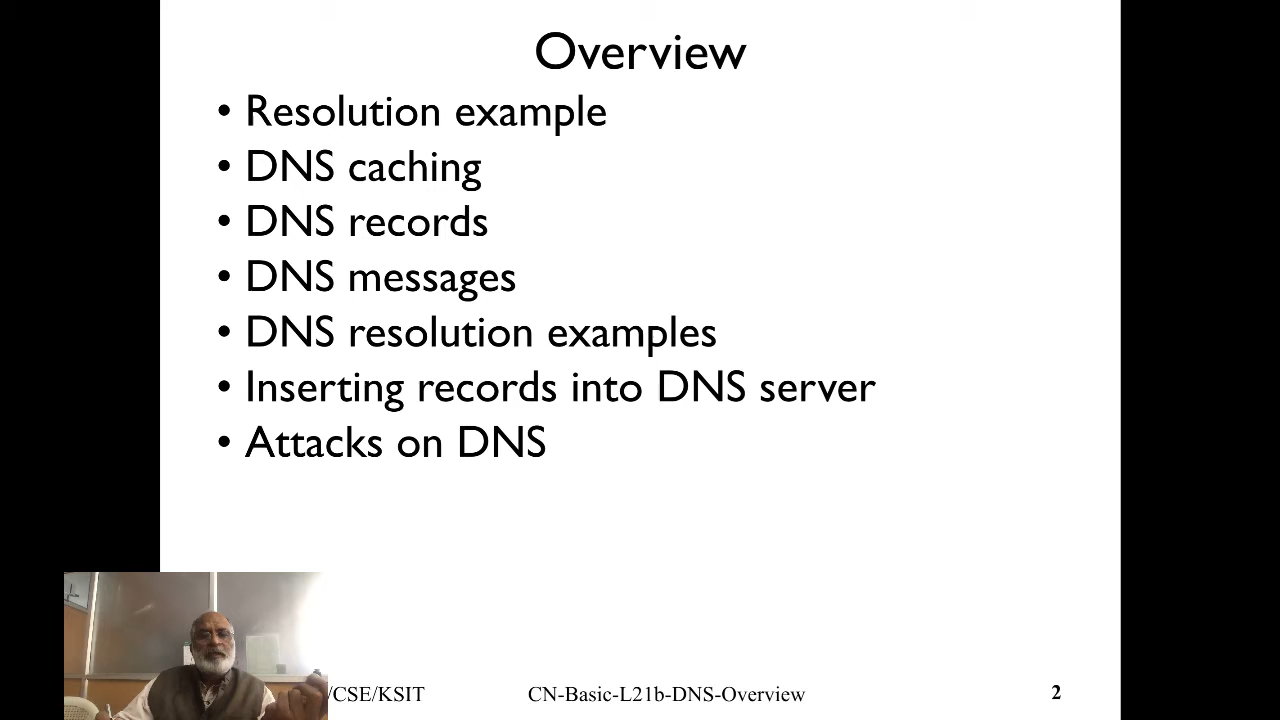 Overview
• Resolution example
• DNS caching
• DNS records
• DNS messages
• DNS resolution examples
• Inserting records into DNS server
• Attacks on DNS
/CSE/KSIT CN-Basic-L21b-DNS-Overview 2